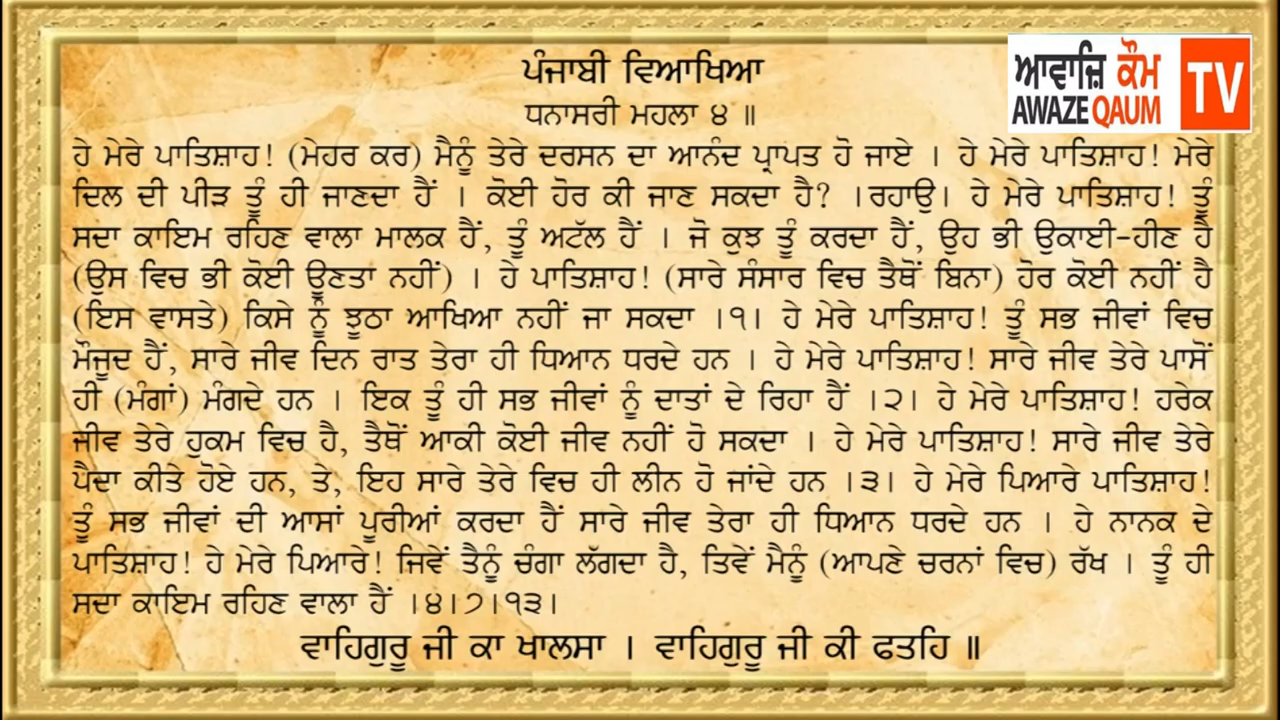 ਪੰਜਾਬੀ ਵਿਆਖਿਆ
ਆਵਾਜ਼ਿ ਕੌਮ
AWAZE QAUM
TV
ਧਨਾਸਰੀ ਮਹਲਾ ੪ ॥
ਹੇ ਮੇਰੇ ਪਾਤਿਸ਼ਾਹ! (ਮੇਹਰ ਕਰ) ਮੈਨੂੰ ਤੇਰੇ ਦਰਸਨ ਦਾ ਆਨੰਦ ਪ੍ਰਾਪਤ ਹੋ ਜਾਏ । ਹੇ ਮੇਰੇ ਪਾਤਿਸ਼ਾਹ! ਮੇਰੇ
ਦਿਲ ਦੀ ਪੀੜ ਤੂੰ ਹੀ ਜਾਣਦਾ ਹੈਂ । ਕੋਈ ਹੋਰ ਕੀ ਜਾਣ ਸਕਦਾ ਹੈ? ।ਰਹਾਉ। ਹੇ ਮੇਰੇ ਪਾਤਿਸ਼ਾਹ! ਤੂੰ
ਸਦਾ ਕਾਇਮ ਰਹਿਣ ਵਾਲਾ ਮਾਲਕ ਹੈਂ, ਤੂੰ ਅਟੱਲ ਹੈਂ । ਜੋ ਕੁਝ ਤੂੰ ਕਰਦਾ ਹੈਂ, ਉਹ ਭੀ ਉਕਾਈ-ਹੀਣ ਹੈ
(ਉਸ ਵਿਚ ਭੀ ਕੋਈ ਊਣਤਾ ਨਹੀਂ) । ਹੇ ਪਾਤਿਸ਼ਾਹ! (ਸਾਰੇ ਸੰਸਾਰ ਵਿਚ ਤੈਥੋਂ ਬਿਨਾ) ਹੋਰ ਕੋਈ ਨਹੀਂ ਹੈ
(ਇਸ ਵਾਸਤੇ) ਕਿਸੇ ਨੂੰ ਝੂਠਾ ਆਖਿਆ ਨਹੀਂ ਜਾ ਸਕਦਾ ।੧। ਹੇ ਮੇਰੇ ਪਾਤਿਸ਼ਾਹ! ਤੂੰ ਸਭ ਜੀਵਾਂ ਵਿਚ
ਮੌਜੂਦ ਹੈਂ, ਸਾਰੇ ਜੀਵ ਦਿਨ ਰਾਤ ਤੇਰਾ ਹੀ ਧਿਆਨ ਧਰਦੇ ਹਨ । ਹੇ ਮੇਰੇ ਪਾਤਿਸ਼ਾਹ! ਸਾਰੇ ਜੀਵ ਤੇਰੇ ਪਾਸੋਂ
ਹੀ (ਮੰਗਾਂ) ਮੰਗਦੇ ਹਨ । ਇਕ ਤੂੰ ਹੀ ਸਭ ਜੀਵਾਂ ਨੂੰ ਦਾਤਾਂ ਦੇ ਰਿਹਾ ਹੈਂ ।੨। ਹੇ ਮੇਰੇ ਪਾਤਿਸ਼ਾਹ! ਹਰੇਕ
ਜੀਵ ਤੇਰੇ ਹੁਕਮ ਵਿਚ ਹੈ, ਤੈਥੋਂ ਆਕੀ ਕੋਈ ਜੀਵ ਨਹੀਂ ਹੋ ਸਕਦਾ । ਹੇ ਮੇਰੇ ਪਾਤਿਸ਼ਾਹ! ਸਾਰੇ ਜੀਵ ਤੇਰੇ
ਪੈਦਾ ਕੀਤੇ ਹੋਏ ਹਨ, ਤੇ, ਇਹ ਸਾਰੇ ਤੇਰੇ ਵਿਚ ਹੀ ਲੀਨ ਹੋ ਜਾਂਦੇ ਹਨ ।੩। ਹੇ ਮੇਰੇ ਪਿਆਰੇ ਪਾਤਿਸ਼ਾਹ!
ਤੂੰ ਸਭ ਜੀਵਾਂ ਦੀ ਆਸਾਂ ਪੂਰੀਆਂ ਕਰਦਾ ਹੈਂ ਸਾਰੇ ਜੀਵ ਤੇਰਾ ਹੀ ਧਿਆਨ ਧਰਦੇ ਹਨ । ਹੇ ਨਾਨਕ ਦੇ
ਪਾਤਿਸ਼ਾਹ! ਹੇ ਮੇਰੇ ਪਿਆਰੇ! ਜਿਵੇਂ ਤੈਨੂੰ ਚੰਗਾ ਲੱਗਦਾ ਹੈ, ਤਿਵੇਂ ਮੈਨੂੰ (ਆਪਣੇ ਚਰਨਾਂ ਵਿਚ) ਰੱਖ । ਤੂੰ ਹੀ
ਸਦਾ ਕਾਇਮ ਰਹਿਣ ਵਾਲਾ ਹੈਂ ।੪।੭।੧੩।
ਵਾਹਿਗੁਰੂ ਜੀ ਕਾ ਖਾਲਸਾ । ਵਾਹਿਗੁਰੂ ਜੀ ਕੀ ਫਤਹਿ ॥